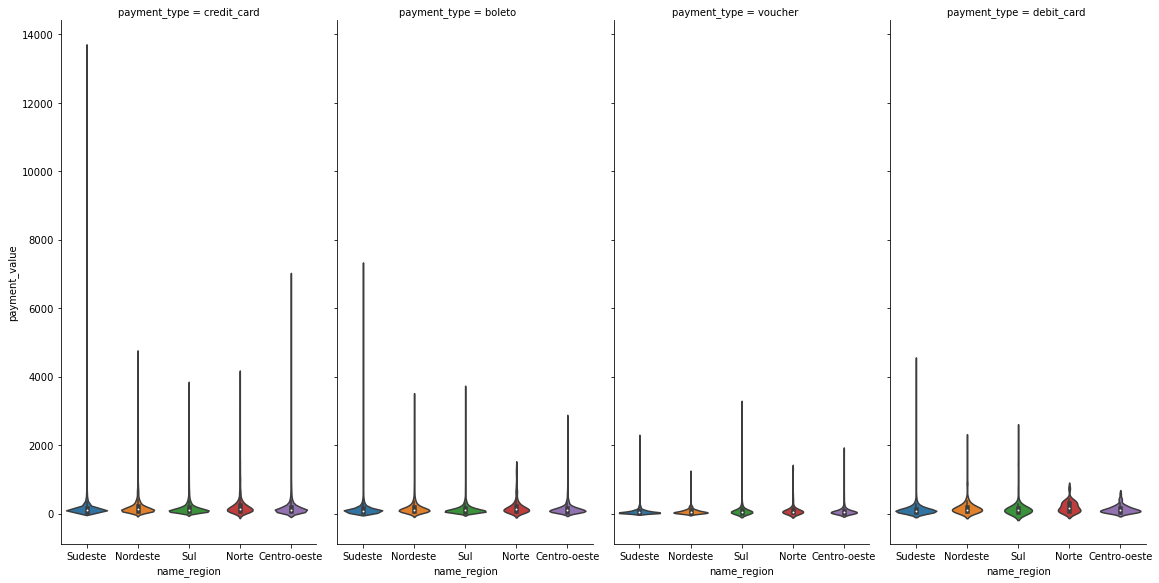 payment_type = credit_card payment_type = boleto payment_type = voucher payment_type = debit_card
14000
12000
10000
8000
6000
4000
2000
0
payment_value
Sudeste Nordeste Sul Norte Centro-oeste Sudeste Nordeste Sul Norte Centro-oeste Sudeste Nordeste Sul Norte Centro-oeste Sudeste Nordeste Sul Norte Centro-oeste
name_region name_region name_region name_region